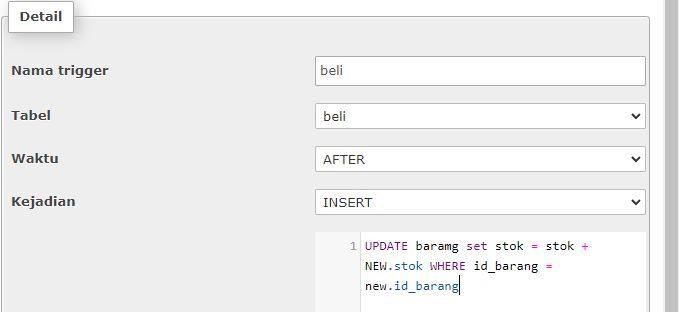 Detail
Nama trigger beli
Tabel beli
Waktu AFTER
Kejadian INSERT
1 UPDATE baramg set stok = stok +
NEW.stok WHERE id_barang =
new.id_barang